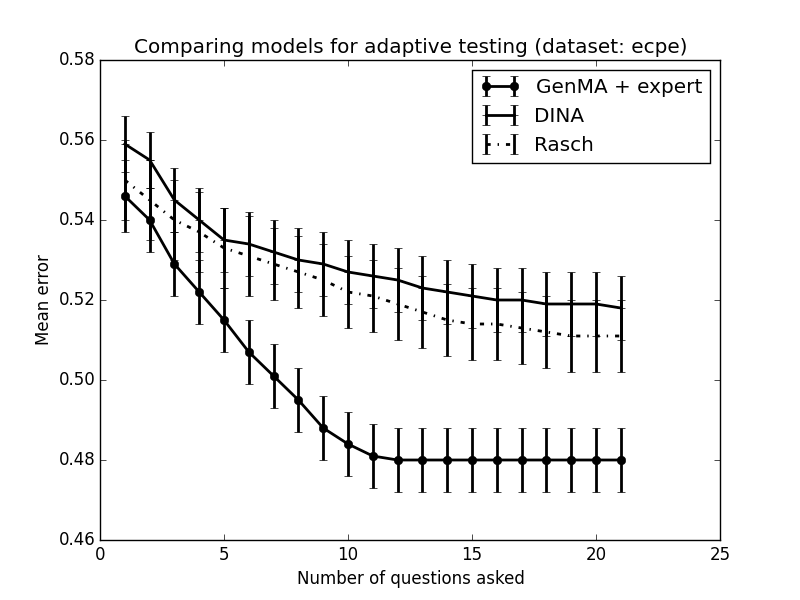 Comparing models for adaptive testing (dataset: ecpe)
0.58
GenMA + expert
DINA
0.56
Rasch
0.54
0.52
Mean error
0.50
0.48
0.46
0 5 10 15 20 25
Number of questions asked